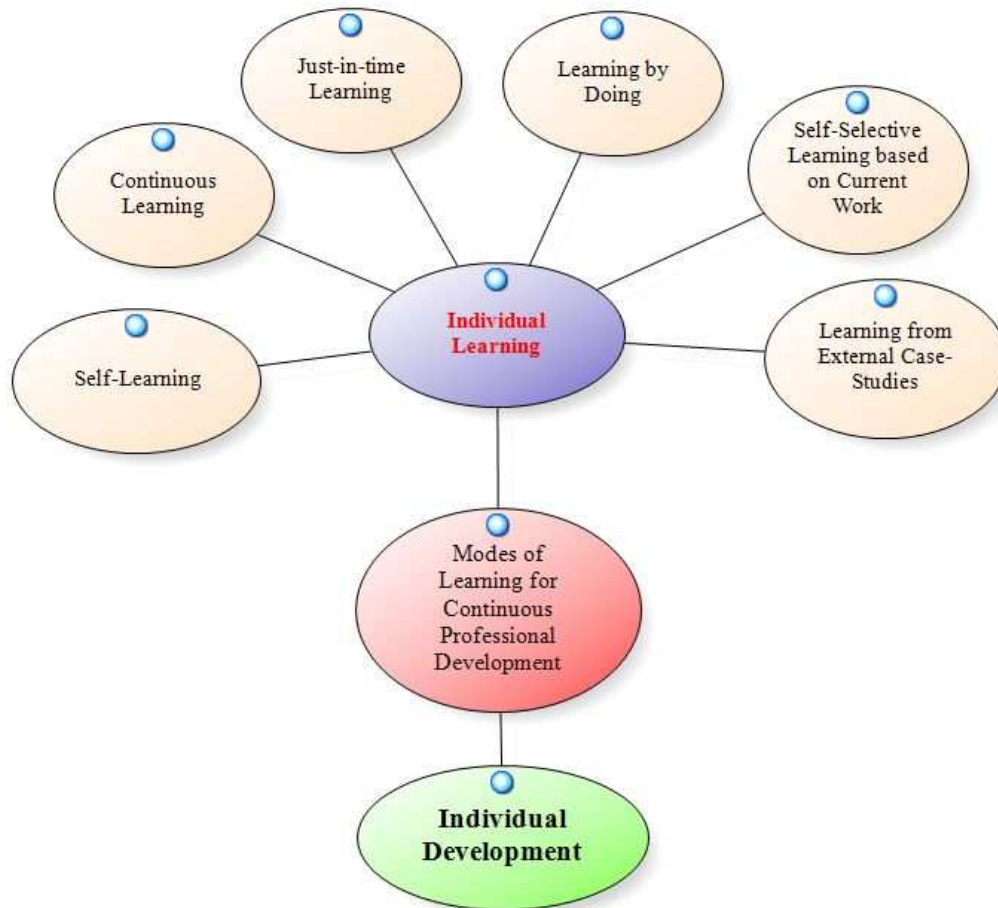 Just-in-time
Learning
Learning by
Doing
Self-Selective
Learning based
on Current
Work
Continuous
Learning
Individual
Learning
Learning from
External Case-
Studies
Self-Learning
Modes of
Learning for
Continuous
Professional
Development
Individual
Development